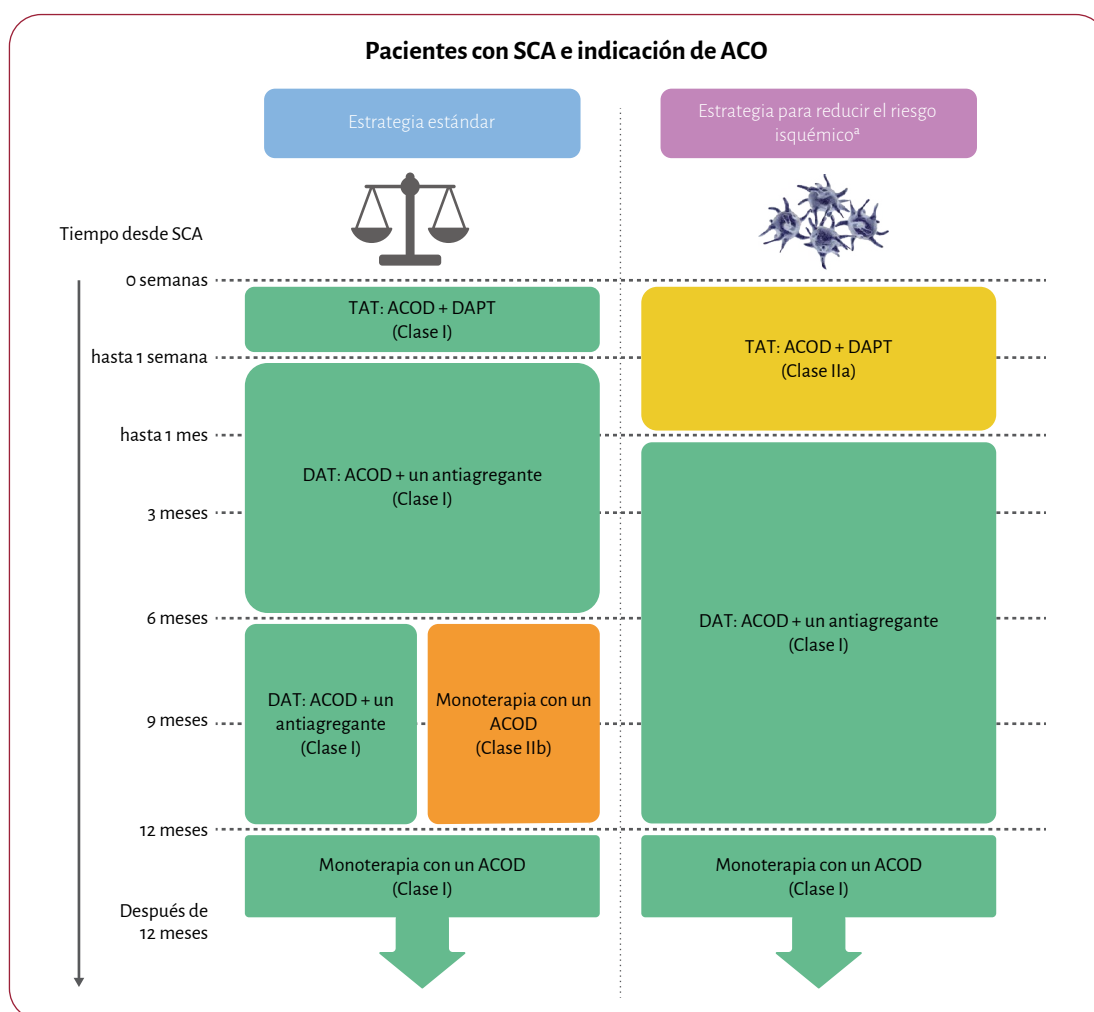 Pacientes con SCA e indicación de ACO
Estrategia estándar
Estrategia para reducir el riesgo
isquémicoª
Tiempo desde SCA
0 semanas
TAT: ACOD + DAPT
(Clase I)
TAT: ACOD + DAPT
(Clase IIa)
hasta 1 semana
hasta 1 mes
DAT: ACOD + un antiagregante
(Clase I)
3 meses
6 meses
DAT: ACOD + un antiagregante
(Clase I)
DAT: ACOD + un
antiagregante
(Clase I)
Monoterapia con un
ACOD
(Clase IIb)
9 meses
12 meses
Monoterapia con un ACOD
(Clase I)
Monoterapia con un ACOD
(Clase I)
Después de
12 meses